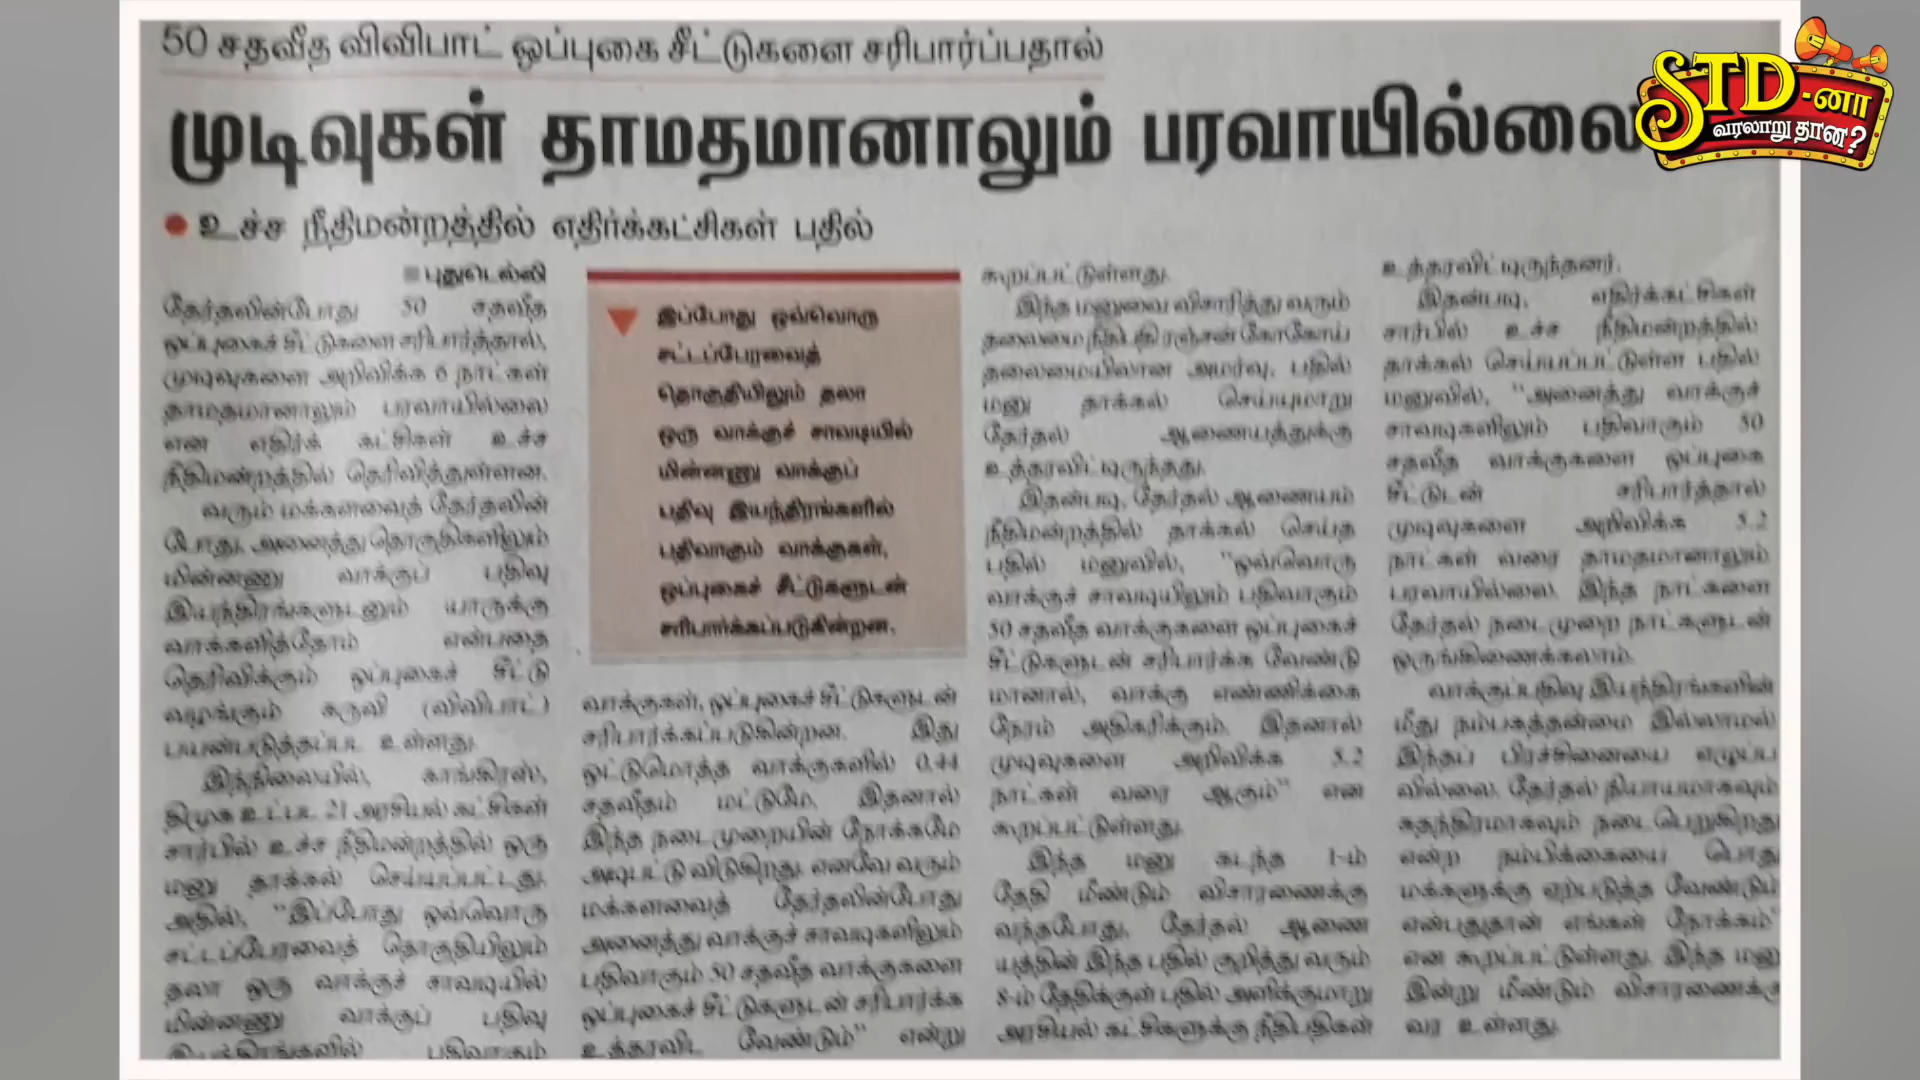 50 சதவீத விவிபாட் ஒப்புகை சீட்டுகளை சரிபார்ப்பதால்
முடிவுகள் தாமதமானாலும் பரவாயில்லை
• உச்ச நீதிமன்றத்தில் எதிர்க்கட்சிகள் பதில்
STD-னா
வரலாறு தான?
புதுடெல்லி
தேர்தலின்போது 50 சதவீத
ஒப்புகைச் சீட்டுகளை சரிபார்த்தால்,
முடிவுகளை அறிவிக்க 6 நாட்கள்
தாமதமானாலும் பரவாயில்லை
என எதிர்க் கட்சிகள் உச்ச
நீதிமன்றத்தில் தெரிவித்துள்ளன.
வரும் மக்களவைத் தேர்தலின்
போது, அனைத்து தொகுதிகளிலும்
மின்னணு வாக்குப் பதிவு
இயந்திரங்களுடனும் யாருக்கு
வாக்களித்தோம் என்பதை
தெரிவிக்கும் ஒப்புகைச் சீட்டு
வழங்கும் கருவி (விவிபாட்)
பயன்படுத்தப்பட உள்ளது.
இந்நிலையில், காங்கிரஸ்,
திமுக உட்பட 21 அரசியல் கட்சிகள்
சார்பில் உச்ச நீதிமன்றத்தில் ஒரு
மனு தாக்கல் செய்யப்பட்டது.
அதில், "இப்போது ஒவ்வொரு
சட்டப்பேரவைத் தொகுதியிலும்
தலா ஒரு வாக்குச் சாவடியில்
மின்னணு வாக்குப் பதிவு
இயந்திரங்களில் பதிவாகும்
இப்போது ஒவ்வொரு
சட்டப்பேரவைத்
தொகுதியிலும் தலா
ஒரு வாக்குச் சாவடியில்
மின்னணு வாக்குப்
பதிவு இயந்திரங்களில்
பதிவாகும் வாக்குகள்,
ஒப்புகைச் சீட்டுகளுடன்
சரிபார்க்கப்படுகின்றன.
வாக்குகள், ஒப்புகைச் சீட்டுகளுடன்
சரிபார்க்கப்படுகின்றன. இது
ஒட்டுமொத்த வாக்குகளில் 0.44
சதவீதம் மட்டுமே. இதனால்
இந்த நடைமுறையின் நோக்கமே
அடிபட்டு விடுகிறது. எனவே வரும்
மக்களவைத் தேர்தலின்போது
அனைத்து வாக்குச் சாவடிகளிலும்
பதிவாகும் 50 சதவீத வாக்குகளை
ஒப்புகைச் சீட்டுகளுடன் சரிபார்க்க
உத்தரவிட வேண்டும்" என்று
கூறப்பட்டுள்ளது.
இந்த மனுவை விசாரித்து வரும்
தலைமை நீதிபதி ரஞ்சன் கோகோய்
தலைமையிலான அமர்வு, பதில்
மனு தாக்கல் செய்யுமாறு
தேர்தல் ஆணையத்துக்கு
உத்தரவிட்டிருந்தது.
இதன்படி, தேர்தல் ஆணையம்
நீதிமன்றத்தில் தாக்கல் செய்த
பதில் மனுவில், "ஒவ்வொரு
வாக்குச் சாவடியிலும் பதிவாகும்
50 சதவீத வாக்குகளை ஒப்புகைச்
சீட்டுகளுடன் சரிபார்க்க வேண்டு
மானால், வாக்கு எண்ணிக்கை
நேரம் அதிகரிக்கும். இதனால்
முடிவுகளை அறிவிக்க 5.2
நாட்கள் வரை ஆகும்" என
கூறப்பட்டுள்ளது.
இந்த மனு கடந்த 1-ம்
தேதி மீண்டும் விசாரணைக்கு
வந்தபோது, தேர்தல் ஆணை
யத்தின் இந்த பதில் குறித்து வரும்
8-ம் தேதிக்குள் பதில் அளிக்குமாறு
அரசியல் கட்சிகளுக்கு நீதிபதிகள்
உத்தரவிட்டிருந்தனர்.
இதன்படி, எதிர்க்கட்சிகள்
சார்பில் உச்ச நீதிமன்றத்தில்
தாக்கல் செய்யப்பட்டுள்ள பதில்
மனுவில், "அனைத்து வாக்குச்
சாவடிகளிலும் பதிவாகும் 50
சதவீத வாக்குகளை ஒப்புகை
சீட்டுடன் சரிபார்த்தால்
முடிவுகளை அறிவிக்க 5.2
நாட்கள் வரை தாமதமானாலும்
பரவாயில்லை. இந்த நாட்களை
தேர்தல் நடைமுறை நாட்களுடன்
ஒருங்கிணைக்கலாம்.
வாக்குப்பதிவு இயந்திரங்களின்
மீது நம்பகத்தன்மை இல்லாமல்
இந்தப் பிரச்சினையை எழுப்ப
வில்லை. தேர்தல் நியாயமாகவும்
சுதந்திரமாகவும் நடைபெறுகிறது
என்ற நம்பிக்கையை பொது
மக்களுக்கு ஏற்படுத்த வேண்டும்
என்பதுதான் எங்கள் நோக்கம்"
என கூறப்பட்டுள்ளது. இந்த மனு
இன்று மீண்டும் விசாரணைக்கு
வர உள்ளது.